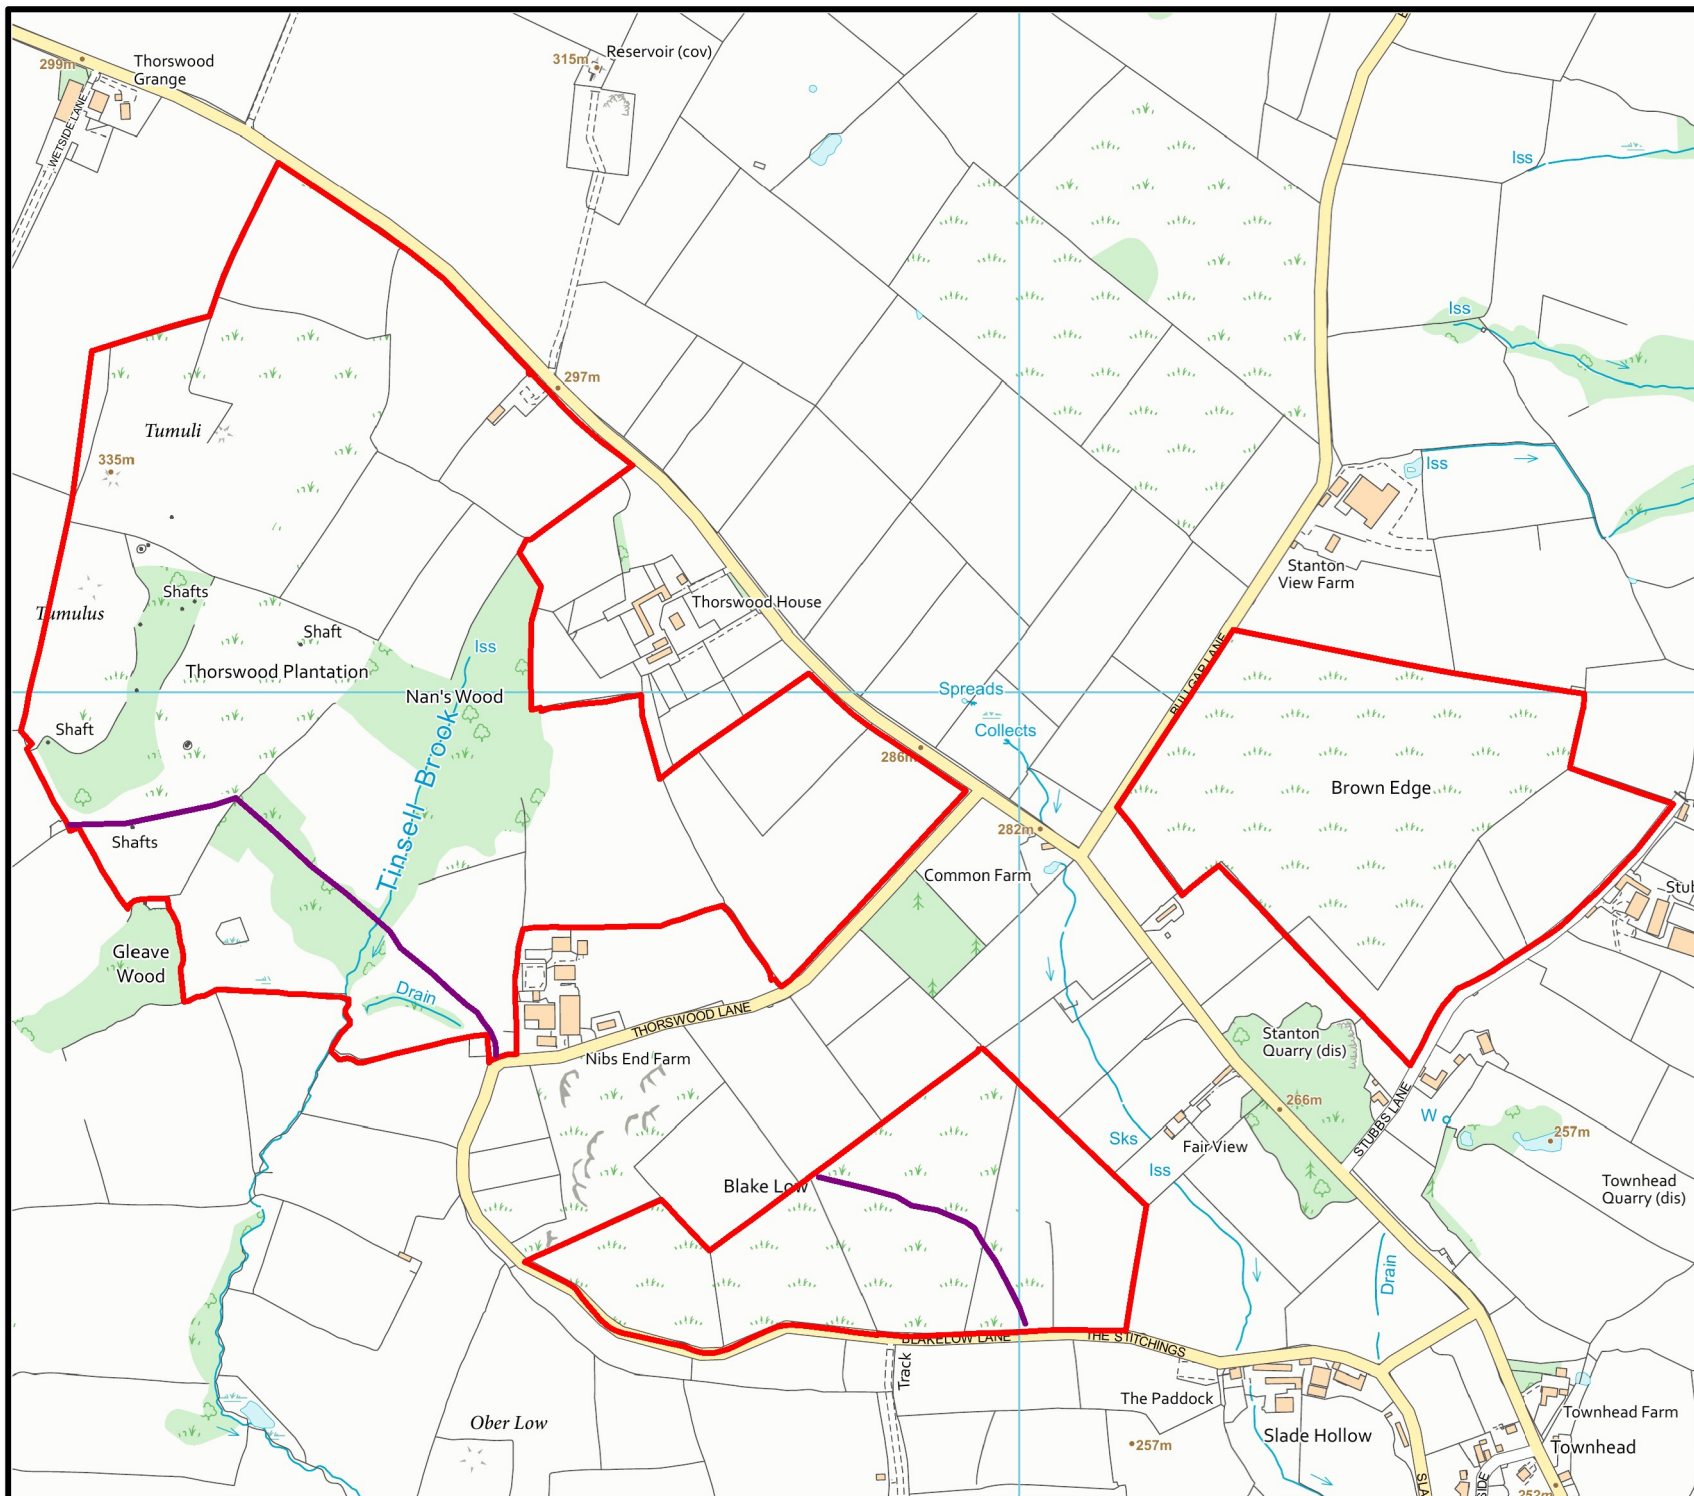 299m
Thorswood
Grange
WETSIDE LANE
315m
Reservoir (cov)
Iss
Iss
297m
Tumuli
335m
Iss
Stanton
View Farm
Shafts
Tumulus
Shaft
Thorswood House
Thorswood Plantation
Iss
Nan's Wood
Shaft
Tinsell Brook
Spreads
Collects
286m
BULLGAP LANE
Brown Edge
282m
Shafts
Common Farm
Gleave
Wood
Drain
THORSWOOD LANE
Nibs End Farm
Stanton
Quarry (dis)
266m
STUBBS LANE
W
257m
Sks
Iss
Fair View
Townhead
Quarry (dis)
Blake Low
Drain
BLAKELOW LANE
THE STITCHINGS
Track
The Paddock
Ober Low
257m
Slade Hollow
Townhead Farm
Townhead
252m